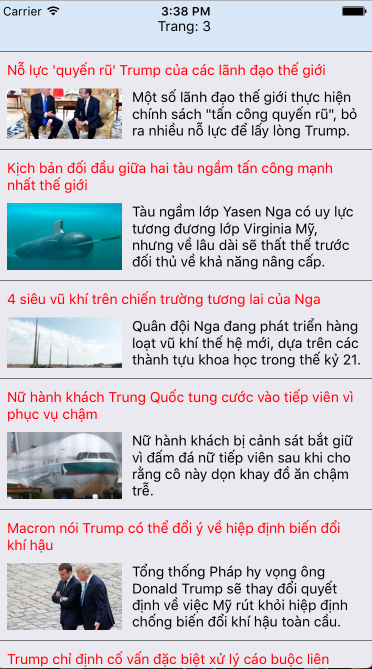 Carrier 3:38 PM
Trang: 3
Nỗ lực 'quyến rũ' Trump của các lãnh đạo thế giới
Một số lãnh đạo thế giới thực hiện
chính sách "tấn công quyến rũ", bỏ
ra nhiều nỗ lực để lấy lòng Trump.
Kịch bản đối đầu giữa hai tàu ngầm tấn công mạnh
nhất thế giới
Tàu ngầm lớp Yasen Nga có uy lực
tương đương lớp Virginia Mỹ,
nhưng về lâu dài sẽ thất thế trước
đối thủ về khả năng nâng cấp.
4 siêu vũ khí trên chiến trường tương lai của Nga
Quân đội Nga đang phát triển hàng
loạt vũ khí thế hệ mới, dựa trên các
thành tựu khoa học trong thế kỷ 21.
Nữ hành khách Trung Quốc tung cước vào tiếp viên vì
phục vụ chậm
Nữ hành khách bị cảnh sát bắt giữ
vì đấm đá nữ tiếp viên sau khi cho
rằng cô này dọn khay đồ ăn chậm
trễ.
Macron nói Trump có thể đổi ý về hiệp định biến đổi
khí hậu
Tổng thống Pháp hy vọng ông
Donald Trump sẽ thay đổi quyết
định về việc Mỹ rút khỏi hiệp định
chống biến đổi khí hậu toàn cầu.
Trump chỉ định cố vấn đặc biệt xử lý cáo buộc liên